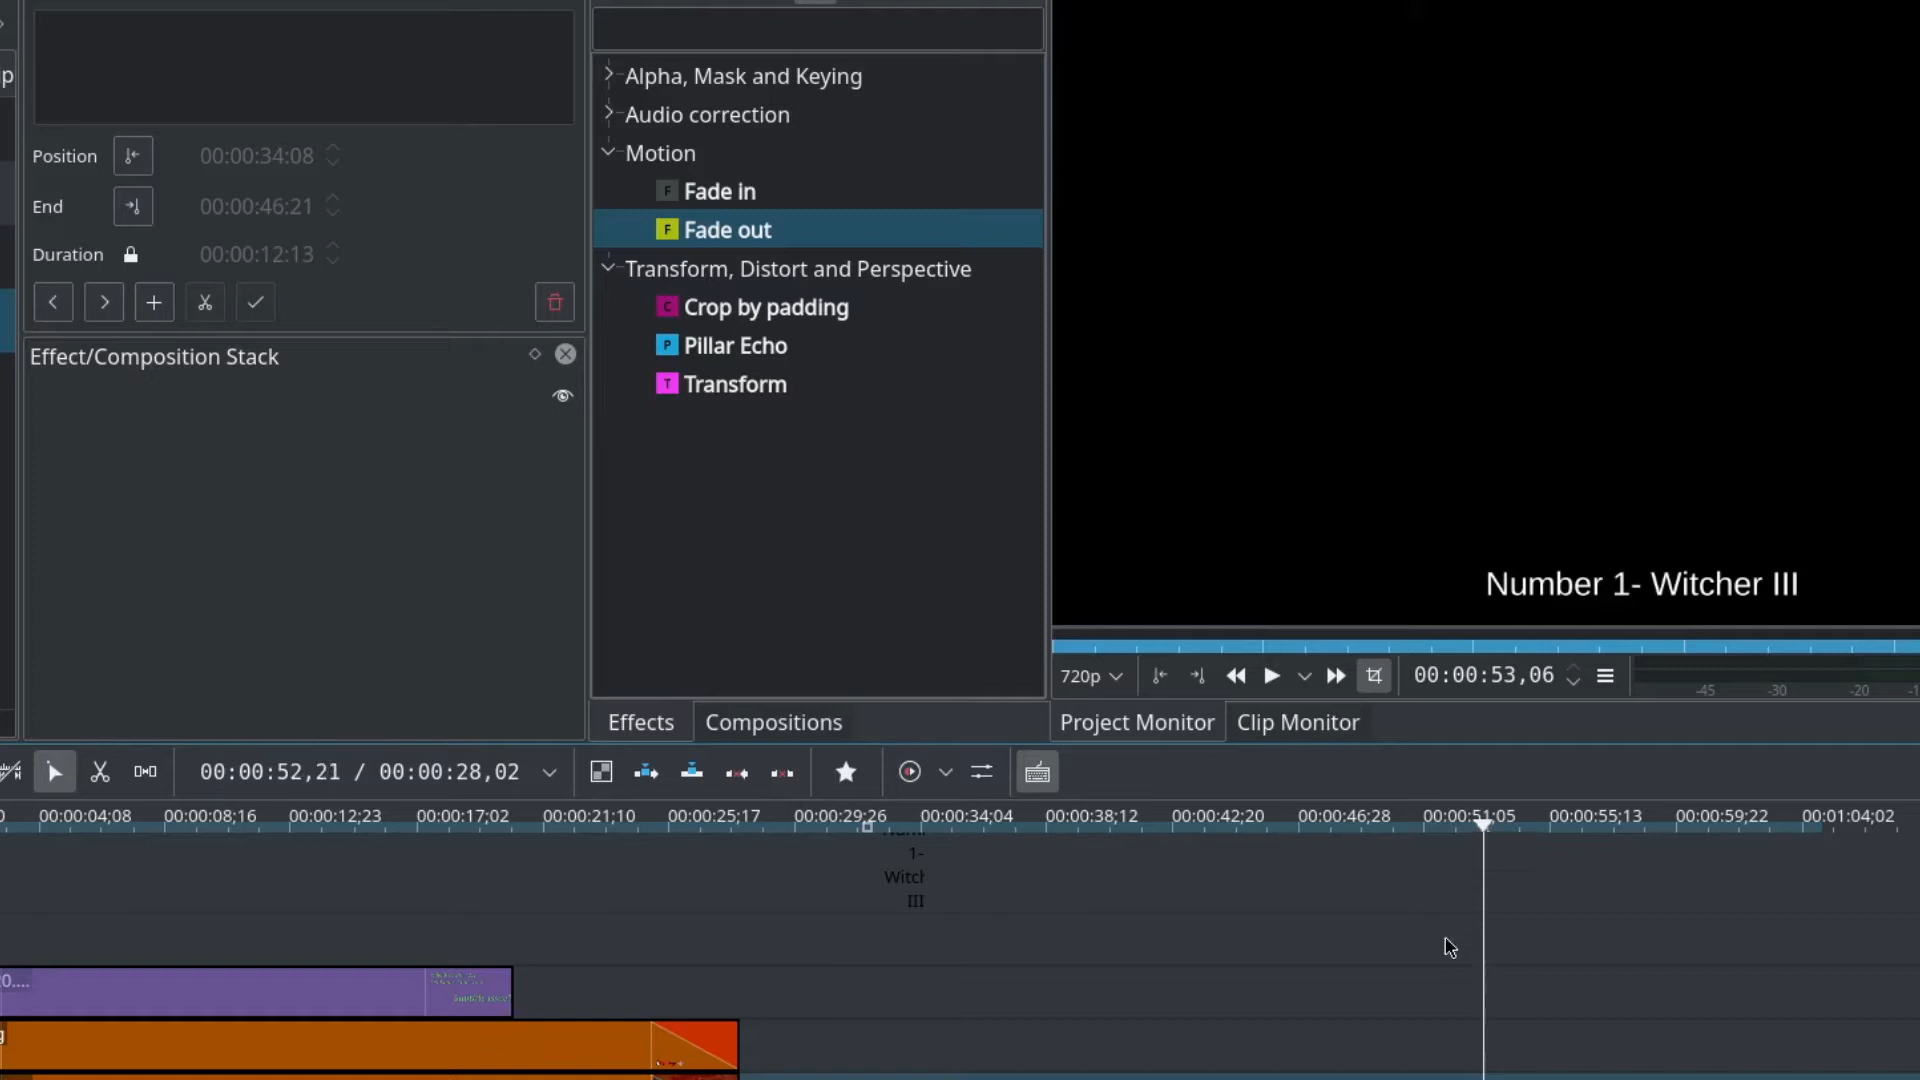 ip
Position
00:00:34:08
End
00:00:46:21
Duration
00:00:12:13
Effect/Composition Stack
Alpha, Mask and Keying
Audio correction
Motion
F Fade in
F Fade out
Transform, Distort and Perspective
C Crop by padding
P Pillar Echo
T Transform
Effects
Compositions
Number 1- Witcher III
720p
00:00:53,06
-45 -30 -20
Project Monitor
Clip Monitor
00:00:52,21 / 00:00:28,02
00:00:04;08 00:00:08;16 00:00:12;23 00:00:17;02 00:00:21;10 00:00:25;17 00:00:29;26 00:00:34;04 00:00:38;12 00:00:42;20 00:00:46;28 00:00:51;05 00:00:55;13 00:00:59;22 00:01:04;02
1-
Witch
III
0....